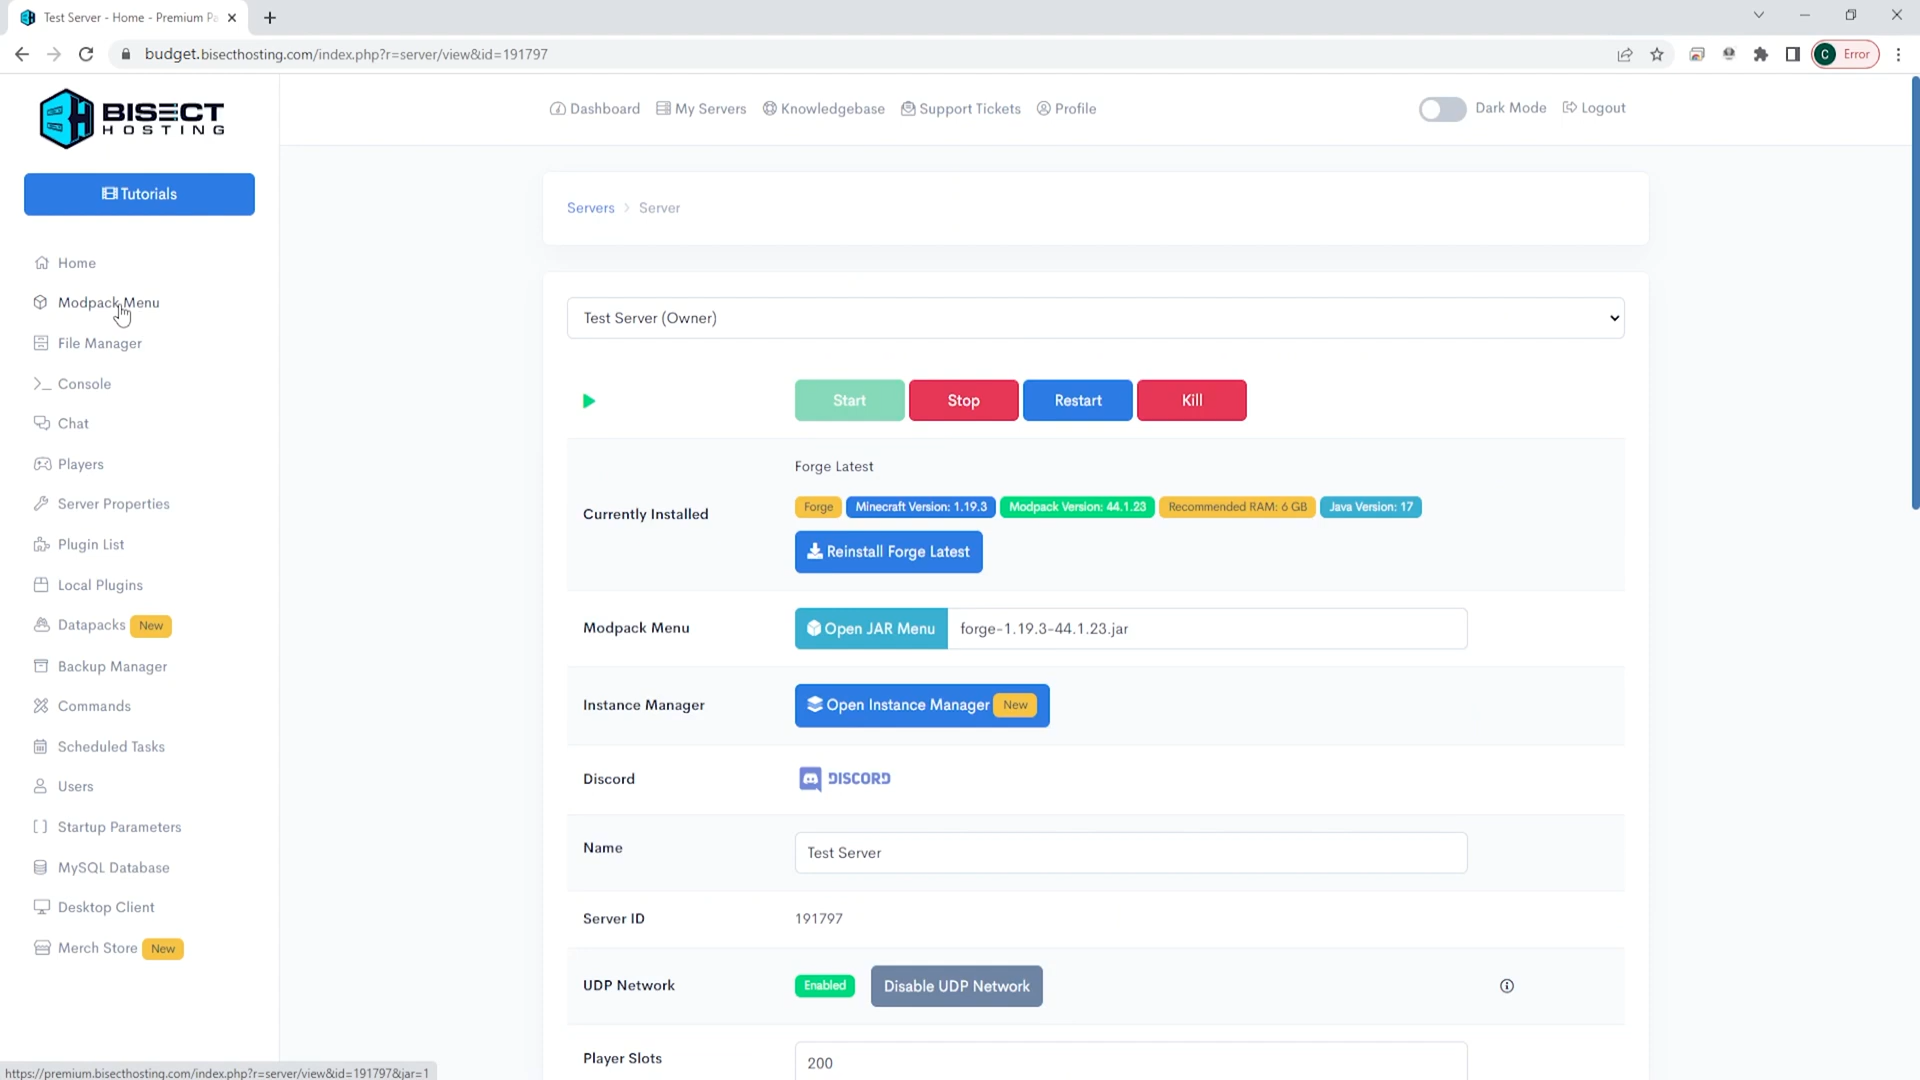 Test Server - Home - Premium Pa
budget.bisecthosting.com/index.php?r=server/view&id=191797
C Error
BISECT
HOSTING
Dashboard My Servers Knowledgebase Support Tickets Profile
Dark Mode Logout
Tutorials
Home
Modpack Menu
File Manager
Console
Chat
Players
Server Properties
Plugin List
Local Plugins
Datapacks New
Backup Manager
Commands
Scheduled Tasks
Users
Startup Parameters
MySQL Database
Desktop Client
Merch Store New
Servers > Server
Test Server (Owner)
Start Stop Restart Kill
Forge Latest
Currently Installed
Forge Minecraft Version: 1.19.3 Modpack Version: 44.1.23 Recommended RAM: 6 GB Java Version: 17
Reinstall Forge Latest
Modpack Menu Open JAR Menu forge-1.19.3-44.1.23.jar
Instance Manager Open Instance Manager New
Discord DISCORD
Name Test Server
Server ID 191797
UDP Network Enabled Disable UDP Network
Player Slots 200
https://premium.bisecthosting.com/index.php?r=server/view&id=191797&jar=1